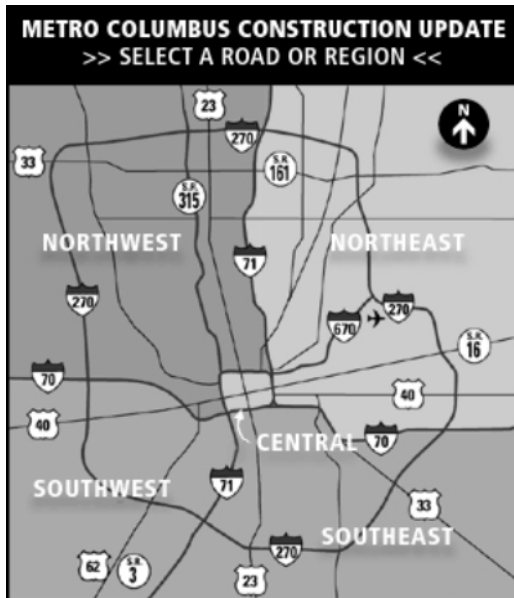 METRO COLUMBUS CONSTRUCTION UPDATE
>> SELECT A ROAD OR REGION <<
23
N
270
33
S.R.
161
S.R.
315
NORTHWEST
NORTHEAST
71
270
270
670
S.R.
16
70
40
40
CENTRAL
70
71
SOUTHWEST
33
SOUTHEAST
270
62
S.R.
3
23